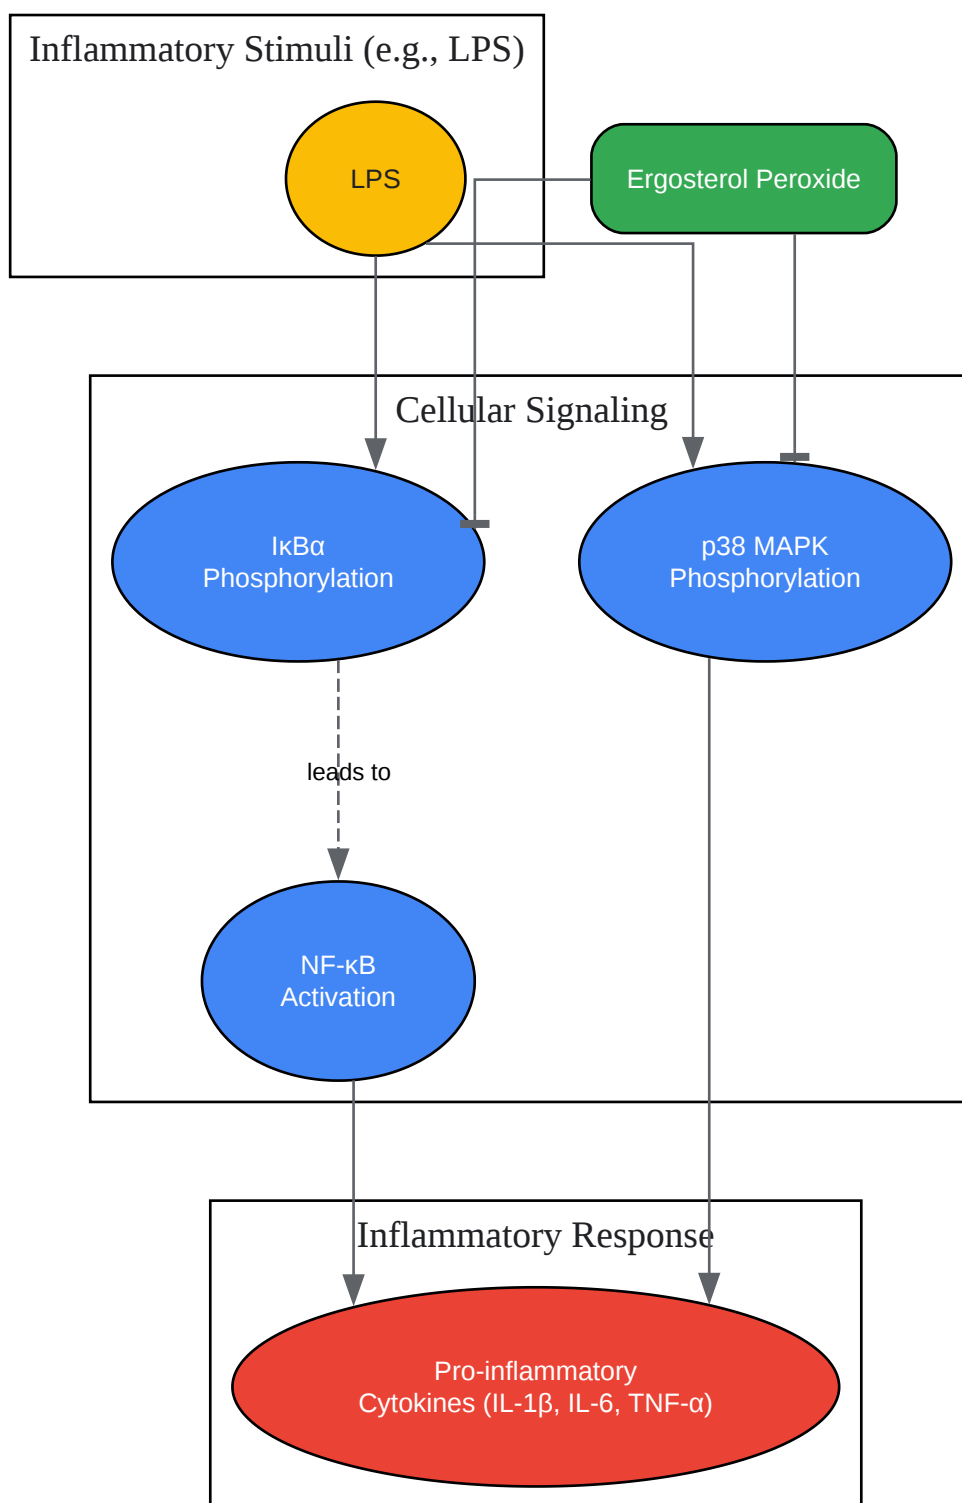 Inflammatory Stimuli (e.g., LPS)
LPS
Ergosterol Peroxide
Cellular Signaling
IκBα
Phosphorylation
p38 MAPK
Phosphorylation
leads to
NF-κB
Activation
Inflammatory Response
Pro-inflammatory
Cytokines (IL-1β, IL-6, TNF-α)